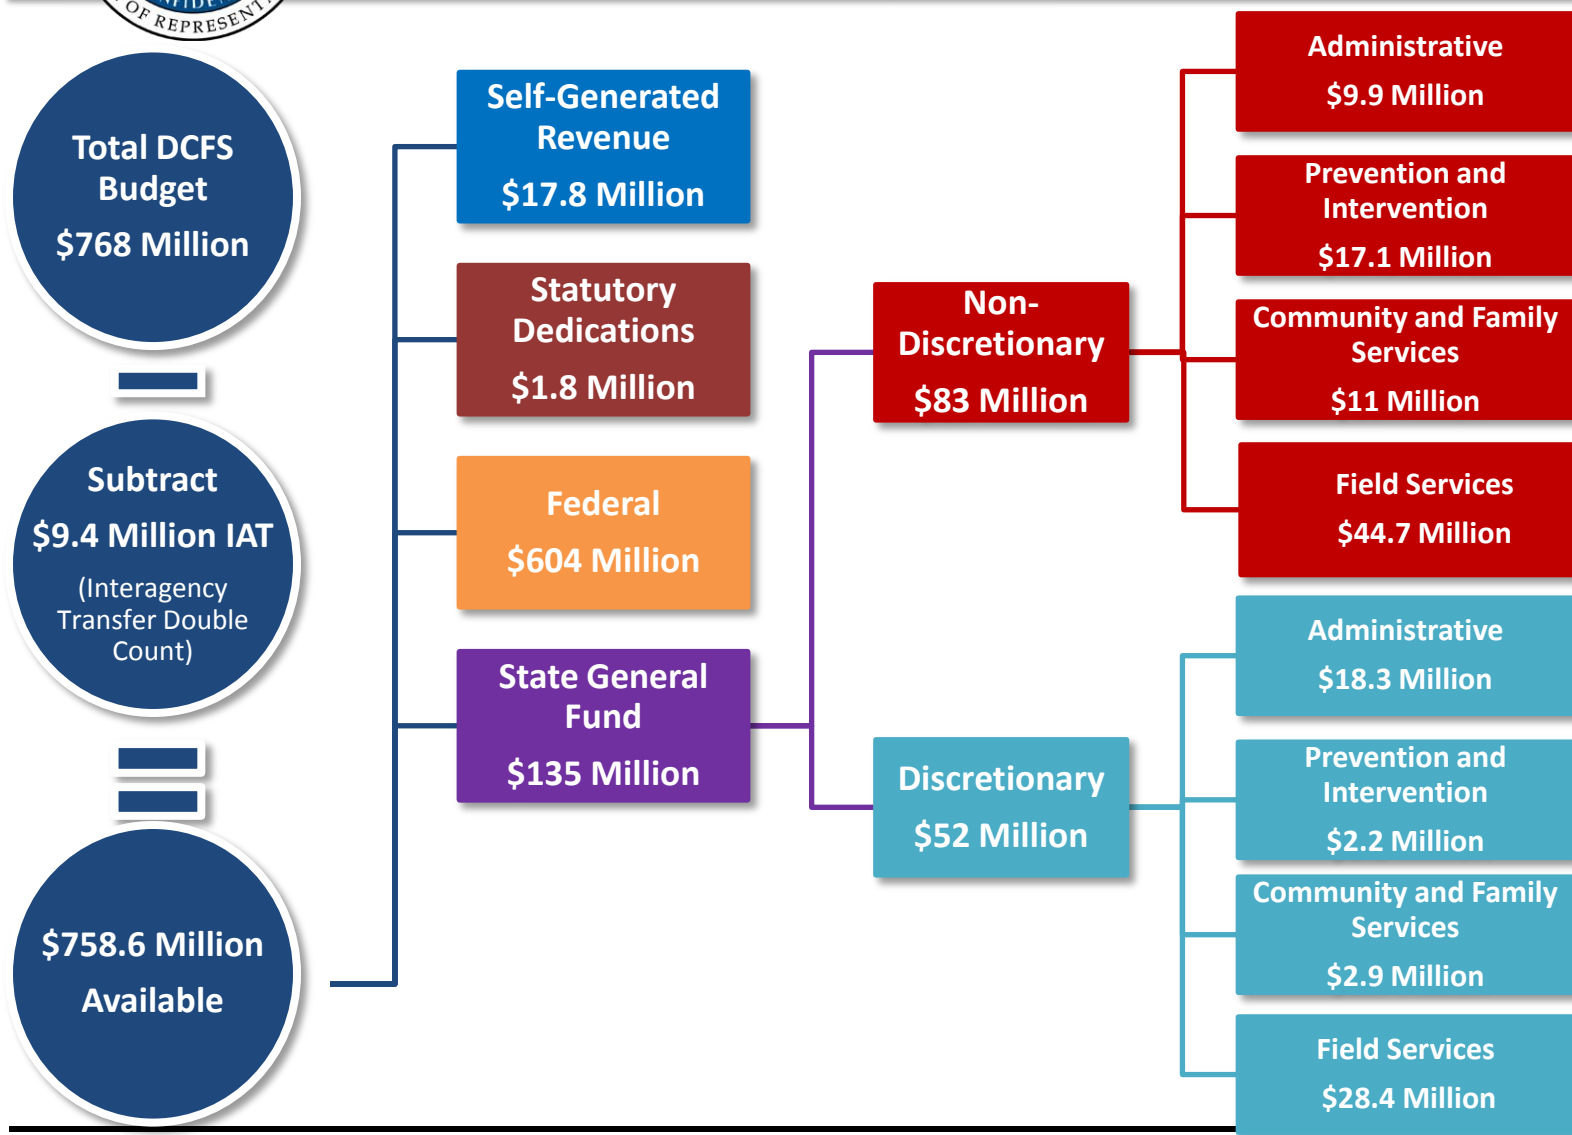 OF REPRESENT
Total DCFS
Budget
$768 Million
Subtract
$9.4 Million IAT
(Interagency
Transfer Double
Count)
$758.6 Million
Available
Self-Generated
Revenue
$17.8 Million
Statutory
Dedications
$1.8 Million
Federal
$604 Million
State General
Fund
$135 Million
Non-
Discretionary
$83 Million
Discretionary
$52 Million
Administrative
$9.9 Million
Prevention and
Intervention
$17.1 Million
Community and Family
Services
$11 Million
Field Services
$44.7 Million
Administrative
$18.3 Million
Prevention and
Intervention
$2.2 Million
Community and Family
Services
$2.9 Million
Field Services
$28.4 Million